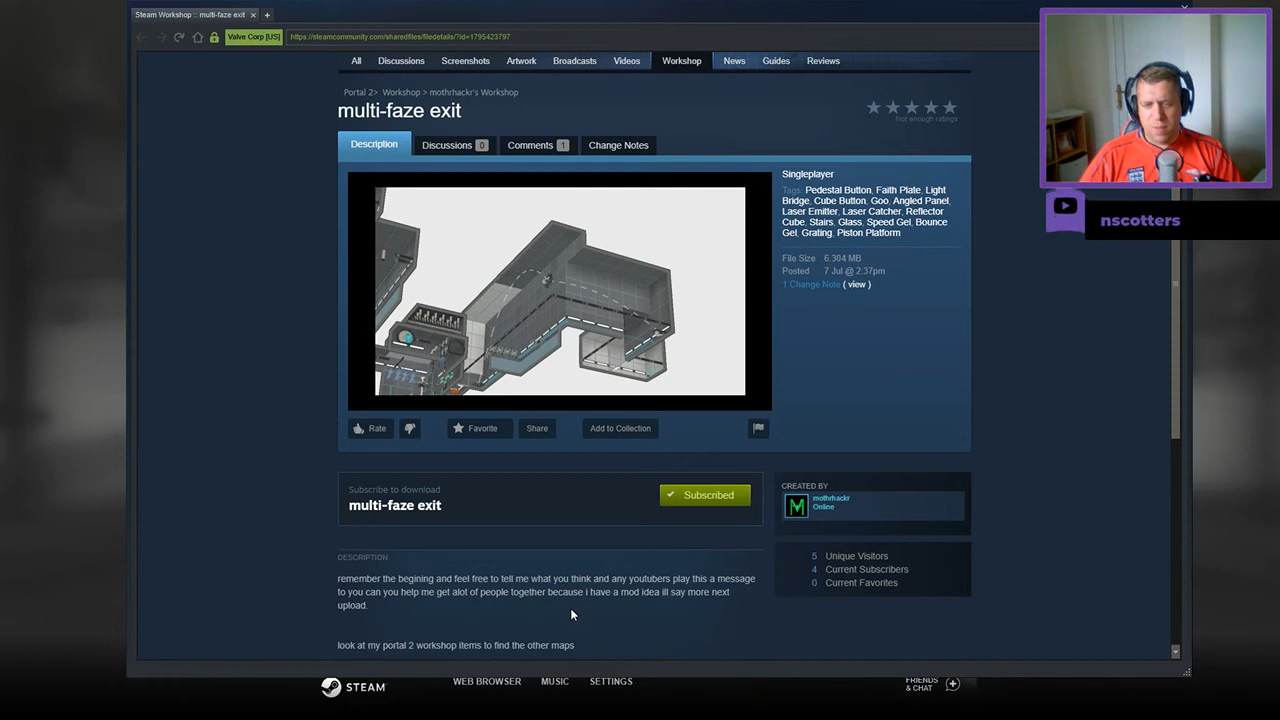 Steam Workshop :: multi-faze exit × +
Valve Corp [US] https://steamcommunity.com/sharedfiles/filedetails/?id=1795423797
All Discussions Screenshots Artwork Broadcasts Videos Workshop News Guides Reviews
Portal 2> Workshop > mothrhackr's Workshop
multi-faze exit
Not enough ratings
Description Discussions 0 Comments 1 Change Notes
Singleplayer
Tags: Pedestal Button, Faith Plate, Light
Bridge, Cube Button, Goo, Angled Panel,
Laser Emitter, Laser Catcher, Reflector
Cube, Stairs, Glass, Speed Gel, Bounce
Gel, Grating, Piston Platform
File Size 6.304 MB
Posted 7 Jul @ 2:37pm
1 Change Note ( view )
Rate Favorite Share Add to Collection
Subscribe to download
multi-faze exit
Subscribed
CREATED BY
mothrhackr
Online
DESCRIPTION
remember the begining and feel free to tell me what you think and any youtubers play this a message
to you can you help me get alot of people together because i have a mod idea ill say more next
upload.
look at my portal 2 workshop items to find the other maps
5 Unique Visitors
4 Current Subscribers
0 Current Favorites
STEAM WEB BROWSER MUSIC SETTINGS
FRIENDS
& CHAT
nscotters